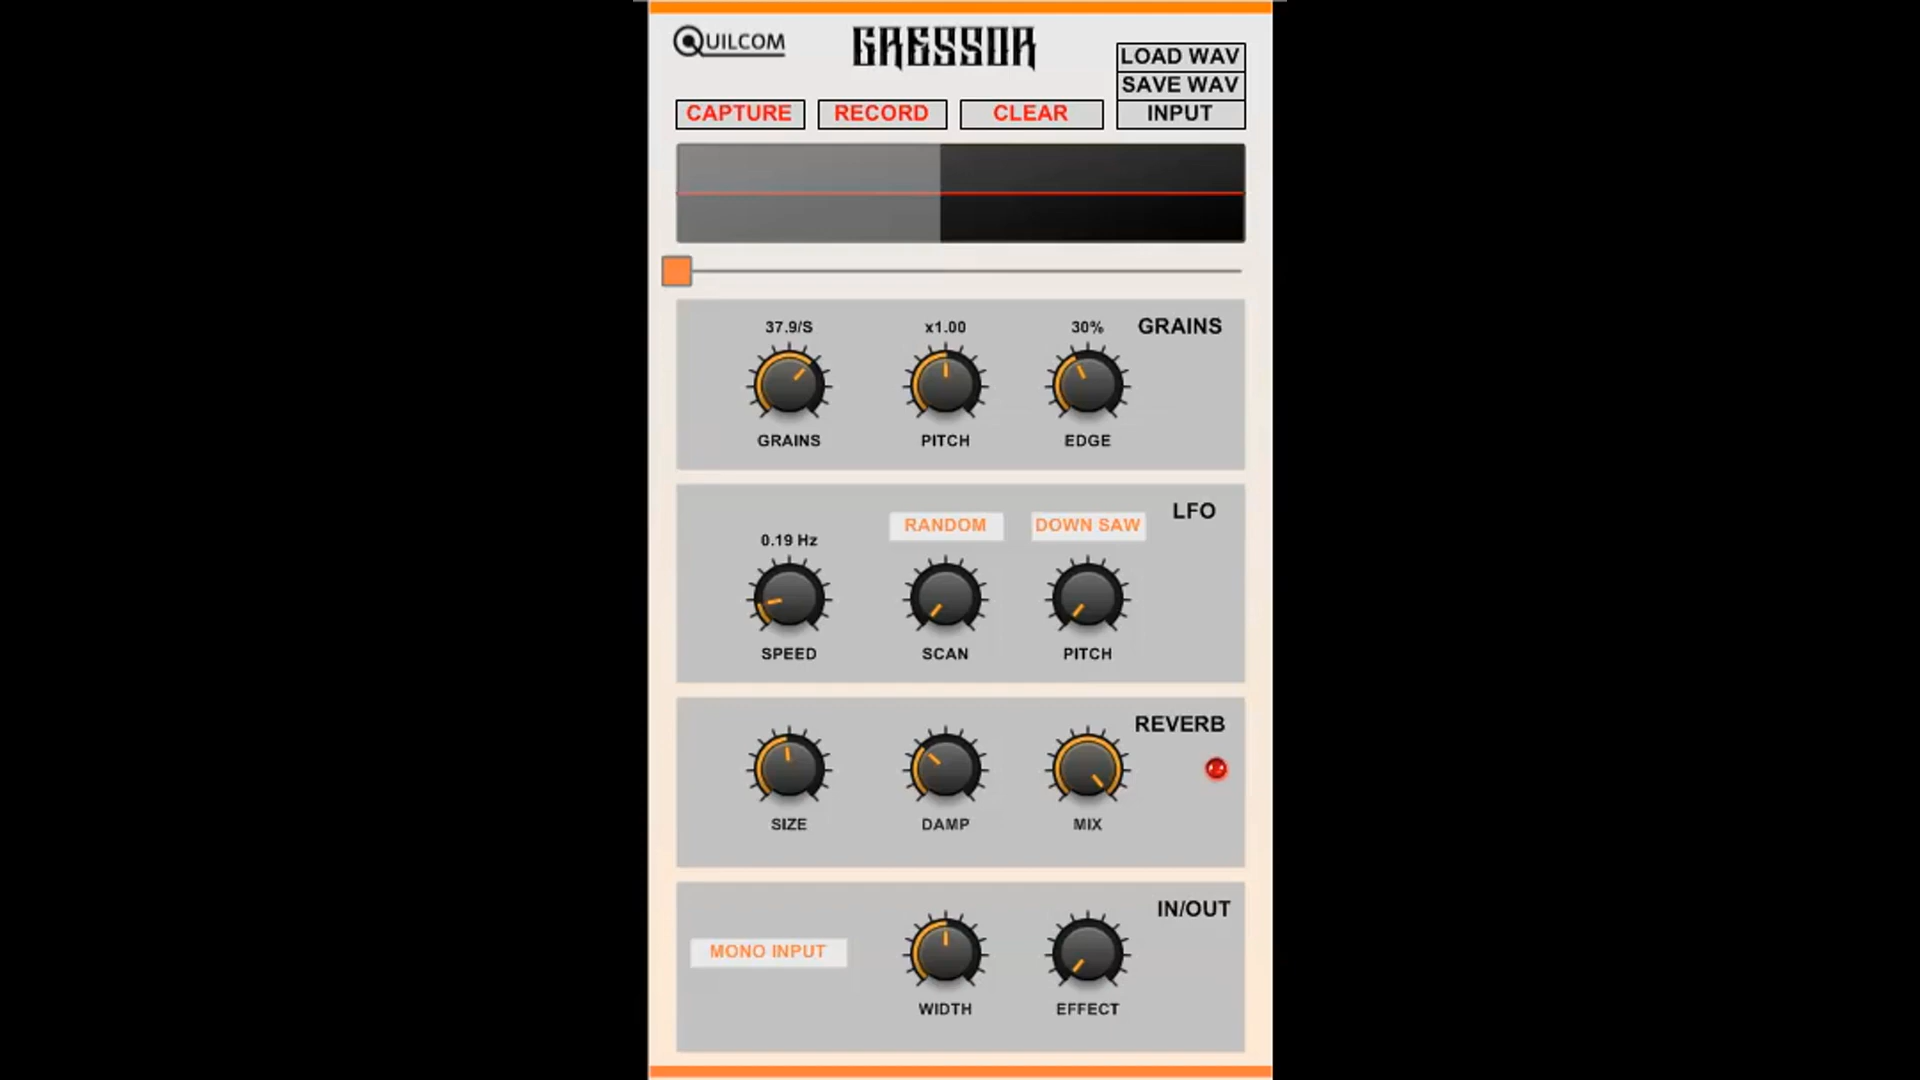 QUILCOM
GRESSOR
LOAD WAV
SAVE WAV
CAPTURE RECORD CLEAR INPUT
37.9/S x1.00 30% GRAINS
GRAINS PITCH EDGE
RANDOM DOWN SAW LFO
0.19 Hz
SPEED SCAN PITCH
REVERB
SIZE DAMP MIX
IN/OUT
MONO INPUT
WIDTH EFFECT